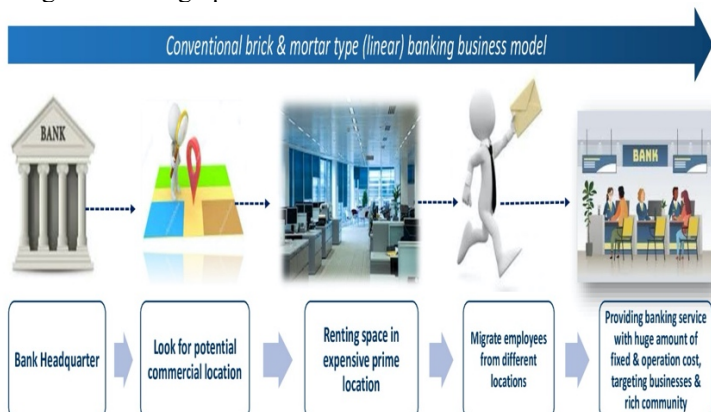 Conventional brick & mortar type (linear) banking business model
BANK
BANK
Bank Headquarter
Look for potential
commercial location
Renting space in
expensive prime
location
Migrate employees
from different
locations
Providing banking service
with huge amount of
fixed & operation cost,
targeting businesses &
rich community